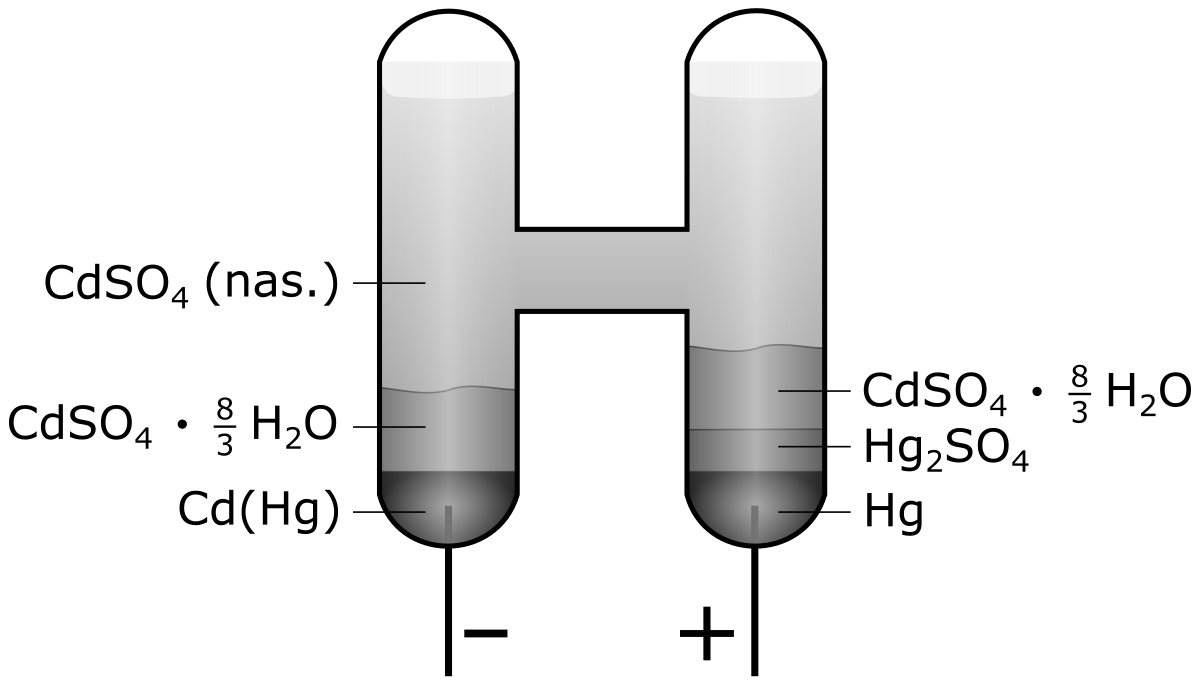 CdSO₄ (nas.)
CdSO₄ · 8/3 H₂O
Cd(Hg)
CdSO₄ · 8/3 H₂O
Hg₂SO₄
Hg
− +